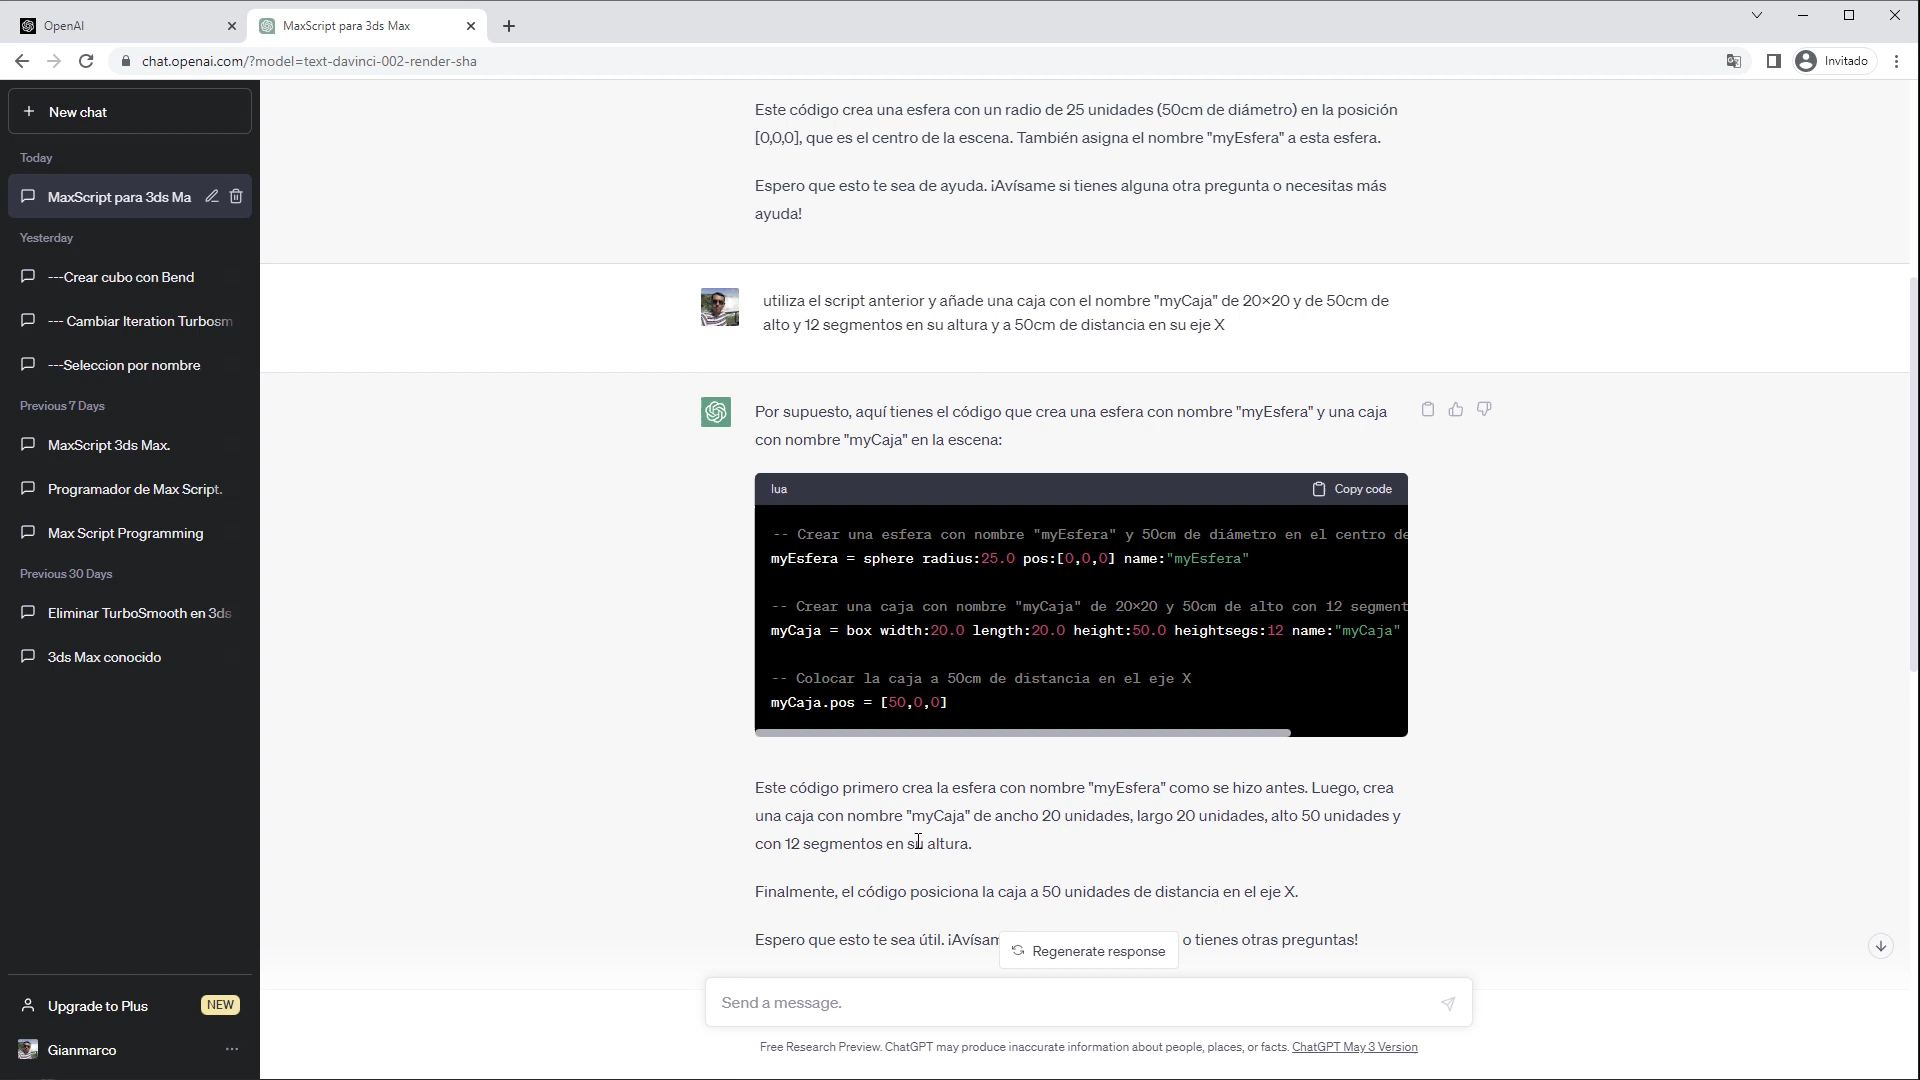 OpenAI
MaxScript para 3ds Max
chat.openai.com/?model=text-davinci-002-render-sha
Invitado
New chat
Today
MaxScript para 3ds Ma
Yesterday
---Crear cubo con Bend
--- Cambiar Iteration Turbosm
---Seleccion por nombre
Previous 7 Days
MaxScript 3ds Max.
Programador de Max Script.
Max Script Programming
Previous 30 Days
Eliminar TurboSmooth en 3ds
3ds Max conocido
Upgrade to Plus
NEW
Gianmarco
Este código crea una esfera con un radio de 25 unidades (50cm de diámetro) en la posición
[0,0,0], que es el centro de la escena. También asigna el nombre "myEsfera" a esta esfera.
Espero que esto te sea de ayuda. ¡Avísame si tienes alguna otra pregunta o necesitas más
ayuda!
utiliza el script anterior y añade una caja con el nombre "myCaja" de 20x20 y de 50cm de
alto y 12 segmentos en su altura y a 50cm de distancia en su eje X
Por supuesto, aquí tienes el código que crea una esfera con nombre "myEsfera" y una caja
con nombre "myCaja" en la escena:
lua
Copy code
-- Crear una esfera con nombre "myEsfera" y 50cm de diámetro en el centro de
myEsfera = sphere radius:25.0 pos:[0,0,0] name:"myEsfera"
-- Crear una caja con nombre "myCaja" de 20x20 y 50cm de alto con 12 segment
myCaja = box width:20.0 length:20.0 height:50.0 heightsegs:12 name:"myCaja"
-- Colocar la caja a 50cm de distancia en el eje X
myCaja.pos = [50,0,0]
Este código primero crea la esfera con nombre "myEsfera" como se hizo antes. Luego, crea
una caja con nombre "myCaja" de ancho 20 unidades, largo 20 unidades, alto 50 unidades y
con 12 segmentos en su altura.
Finalmente, el código posiciona la caja a 50 unidades de distancia en el eje X.
Espero que esto te sea útil. ¡Avísam
o tienes otras preguntas!
Regenerate response
Send a message.
Free Research Preview. ChatGPT may produce inaccurate information about people, places, or facts. ChatGPT May 3 Version